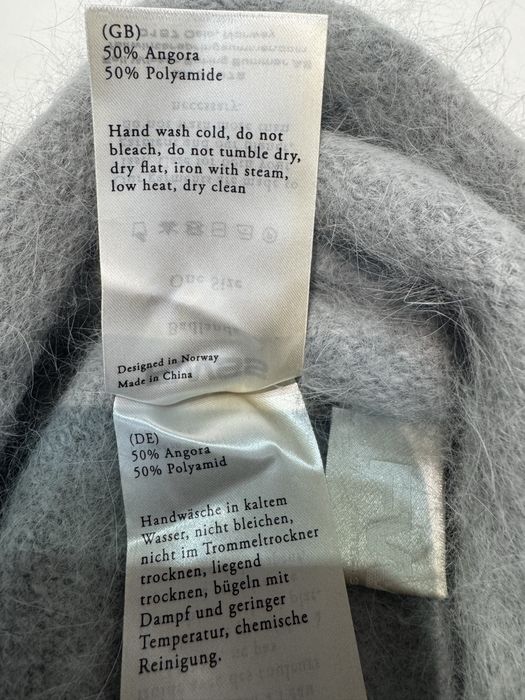 (GB)
50% Angora
50% Polyamide
Hand wash cold, do not
bleach, do not tumble dry,
dry flat, iron with steam,
low heat, dry clean
One Size
Designed in Norway
Made in China
(DE)
50% Angora
50% Polyamid
Handwäsche in kaltem
Wasser, nicht bleichen,
nicht im Trommeltrockner
trocknen, liegend
trocknen, bügeln mit
Dampf und geringer
Temperatur, chemische
Reinigung.